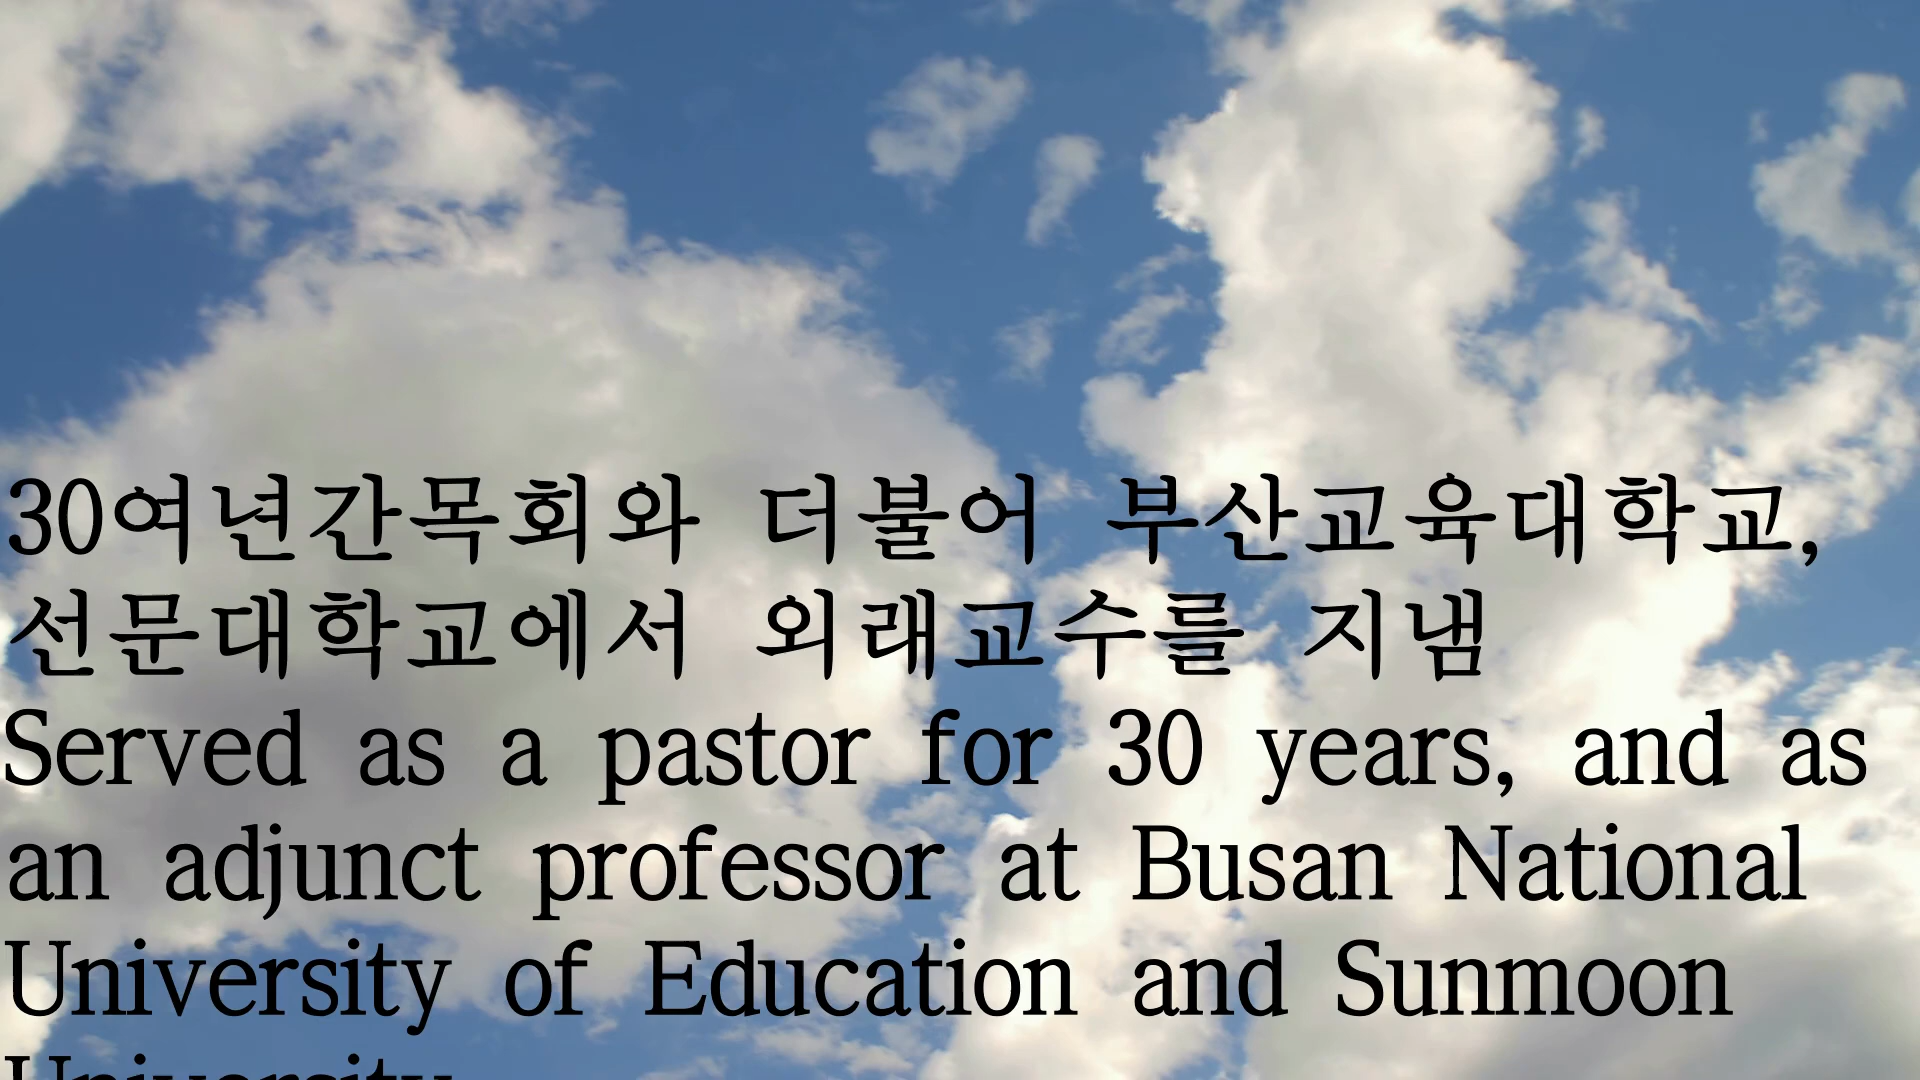 30여년간목회와 더불어 부산교육대학교,
선문대학교에서 외래교수를 지냄
Served as a pastor for 30 years, and as
an adjunct professor at Busan National
University of Education and Sunmoon
University